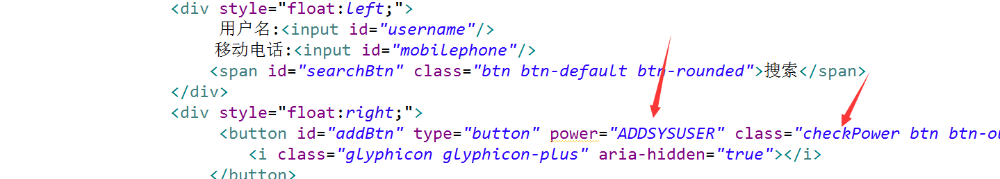 <div style="float:left;">
用户名:<input id="username"/>
移动电话:<input id="mobilephone"/>
<span id="searchBtn" class="btn btn-default btn-rounded">搜索</span>
</div>
<div style="float:right;">
<button id="addBtn" type="button" power="ADDSYSUSER" class="checkPower btn btn-ou
<i class="glyphicon glyphicon-plus" aria-hidden="true"></i>
</button>